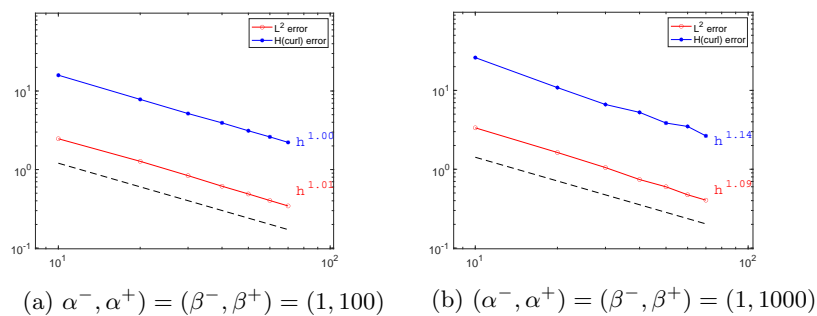 L² error
H(curl) error
10¹
10⁰
10⁻¹
10¹
10²
h^1.00
h^1.01
L² error
H(curl) error
10¹
10⁰
10⁻¹
10¹
10²
h^1.14
h^1.09
(a) α⁻, α⁺) = (β⁻, β⁺) = (1, 100)
(b) (α⁻, α⁺) = (β⁻, β⁺) = (1, 1000)